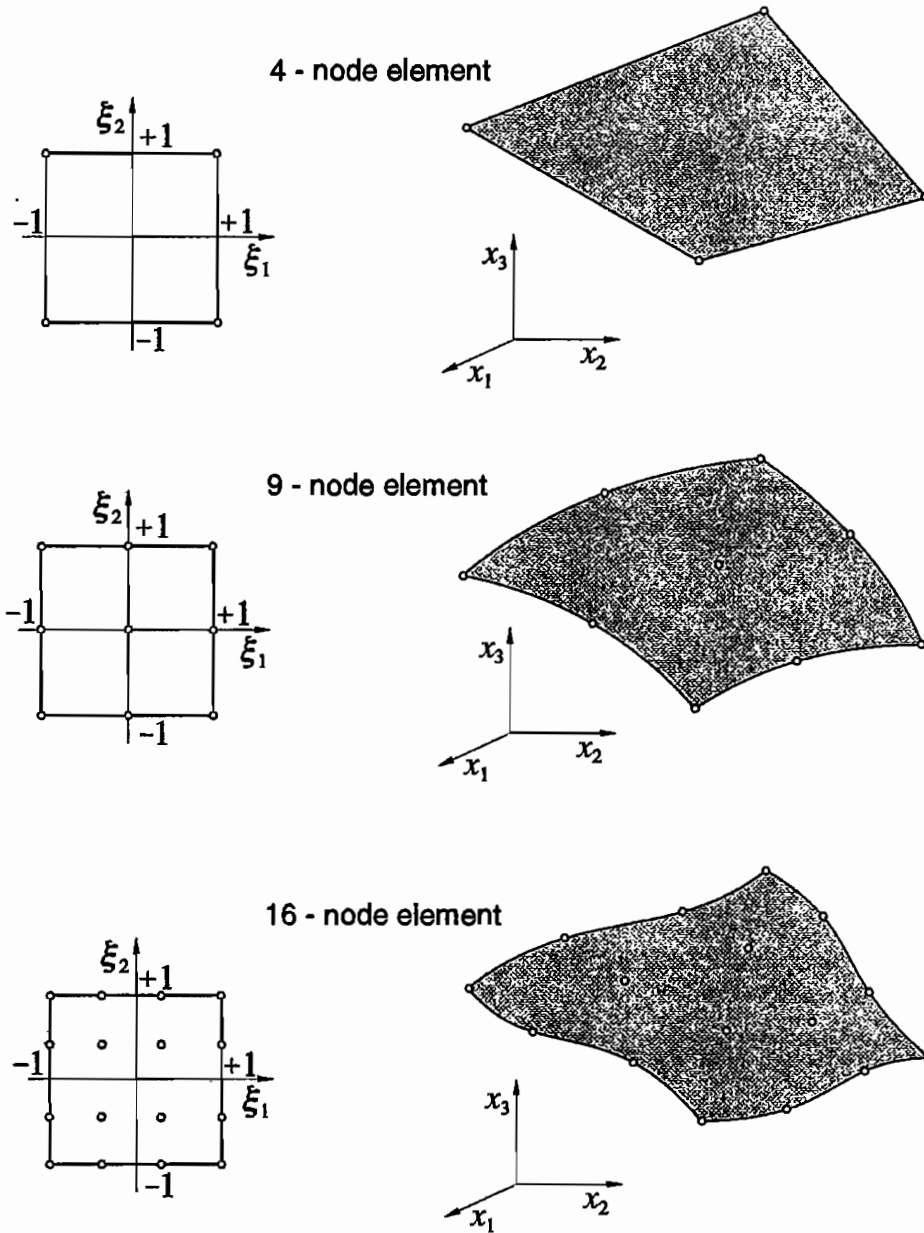 4 - node element
ξ₂
+1
−1
+1
ξ₁
−1
x₃
x₂
x₁
9 - node element
ξ₂
+1
−1
+1
ξ₁
−1
x₃
x₂
x₁
16 - node element
ξ₂
+1
−1
+1
ξ₁
−1
x₃
x₂
x₁